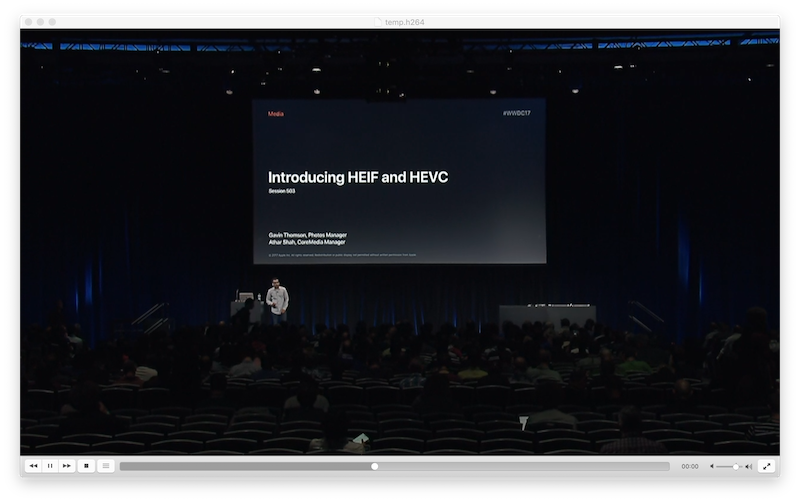 temp.h264
Media
#WWDC17
Introducing HEIF and HEVC
Session 503
Gavin Thomson, Photos Manager
Athar Shah, CoreMedia Manager
00:00